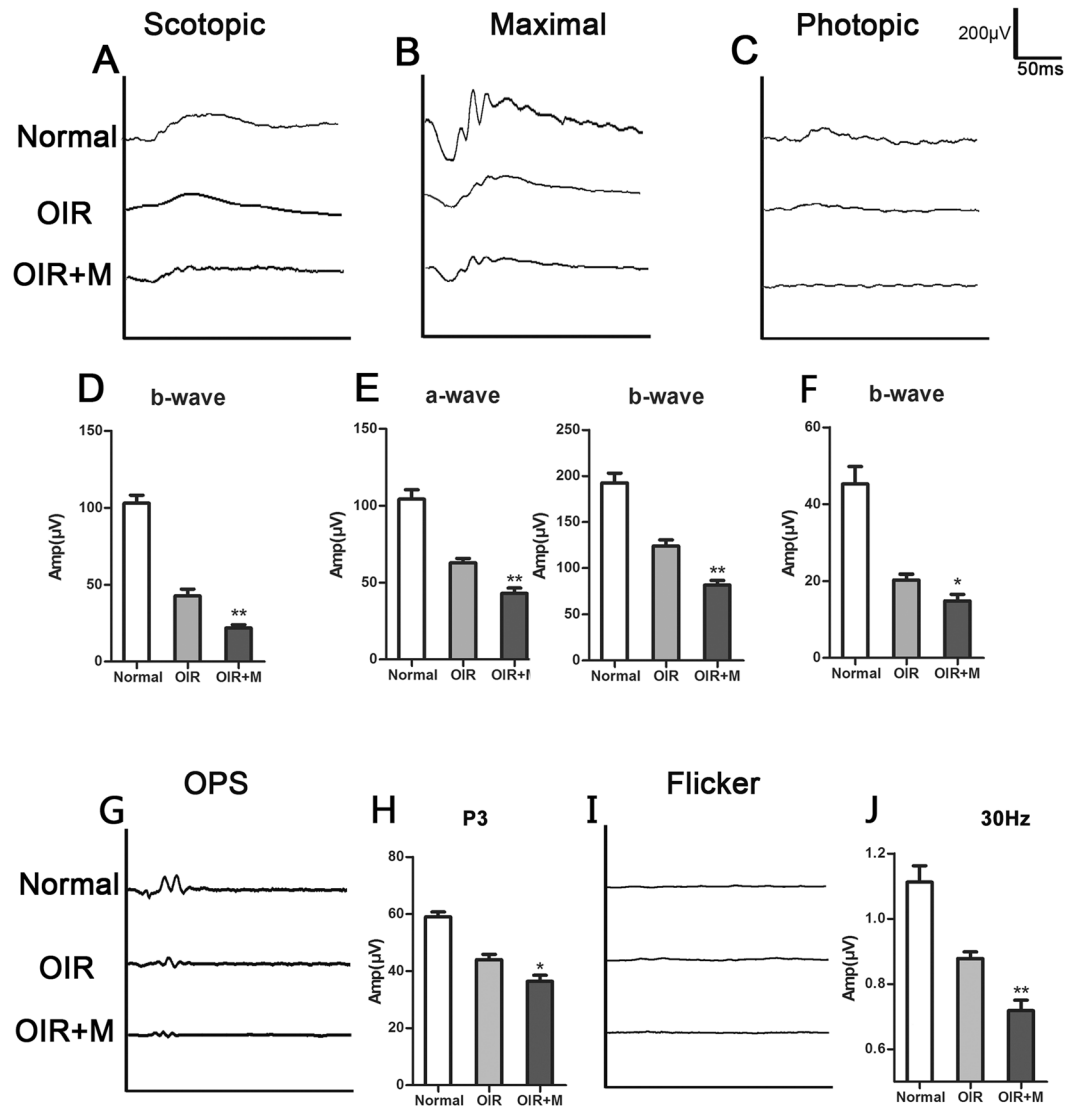 Scotopic Maximal Photopic
200µV
50ms
A B C
Normal
OIR
OIR+M
D E F
b-wave a-wave b-wave b-wave
150
100
50
0
Amp(µV)
Normal OIR OIR+M
150
100
50
0
Amp(µV)
Normal OIR OIR+M
250
200
150
100
50
0
Amp(µV)
Normal OIR OIR+M
60
40
20
0
Amp(µV)
Normal OIR OIR+M
**
**
**
*
OPS Flicker
G H I J
P3 30Hz
Normal
OIR
OIR+M
80
60
40
20
0
Amp(µV)
*
Normal OIR OIR+M
1.2
1.0
0.8
0.6
Amp(µV)
**
Normal OIR OIR+M